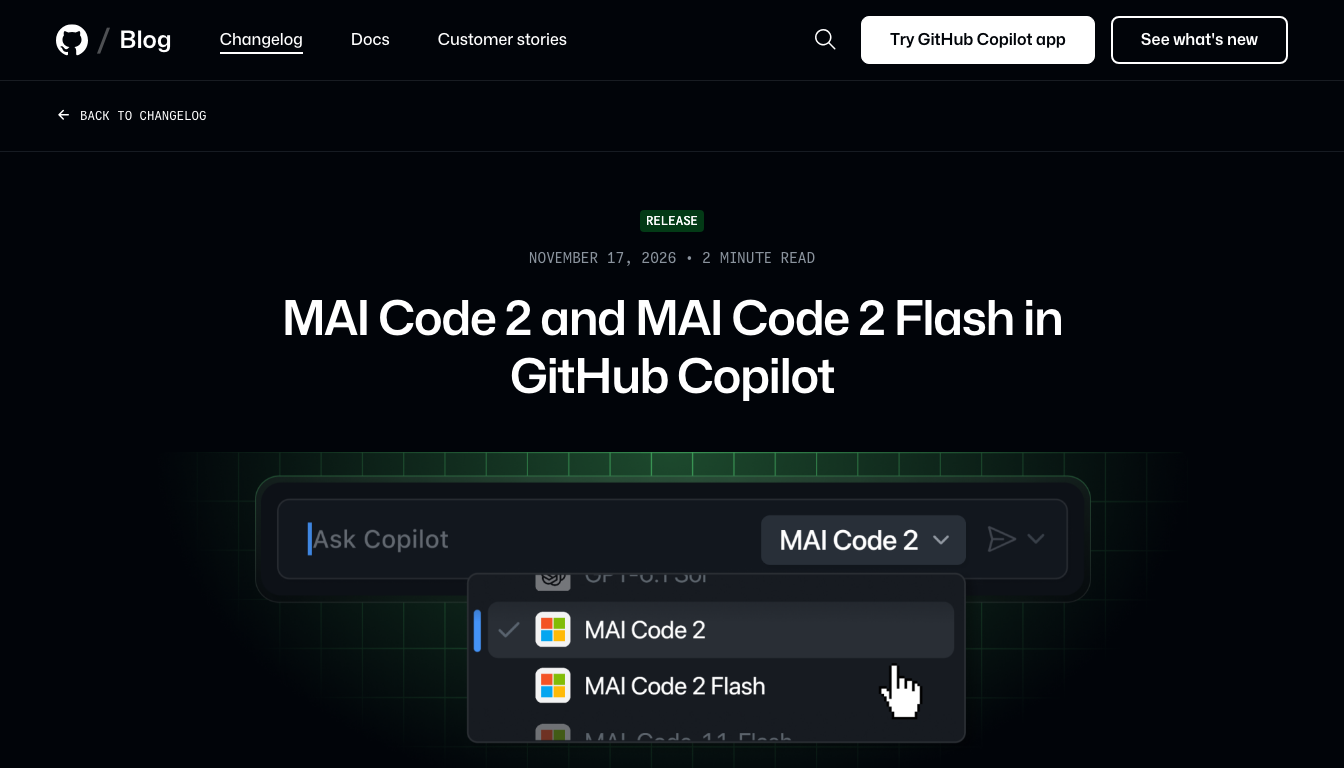 Blog
Changelog
Docs
Customer stories
Try GitHub Copilot app
See what's new
BACK TO CHANGELOG
RELEASE
NOVEMBER 17, 2026 • 2 MINUTE READ
MAI Code 2 and MAI Code 2 Flash in
GitHub Copilot
Ask Copilot
MAI Code 2
MAI Code 2
MAI Code 2 Flash